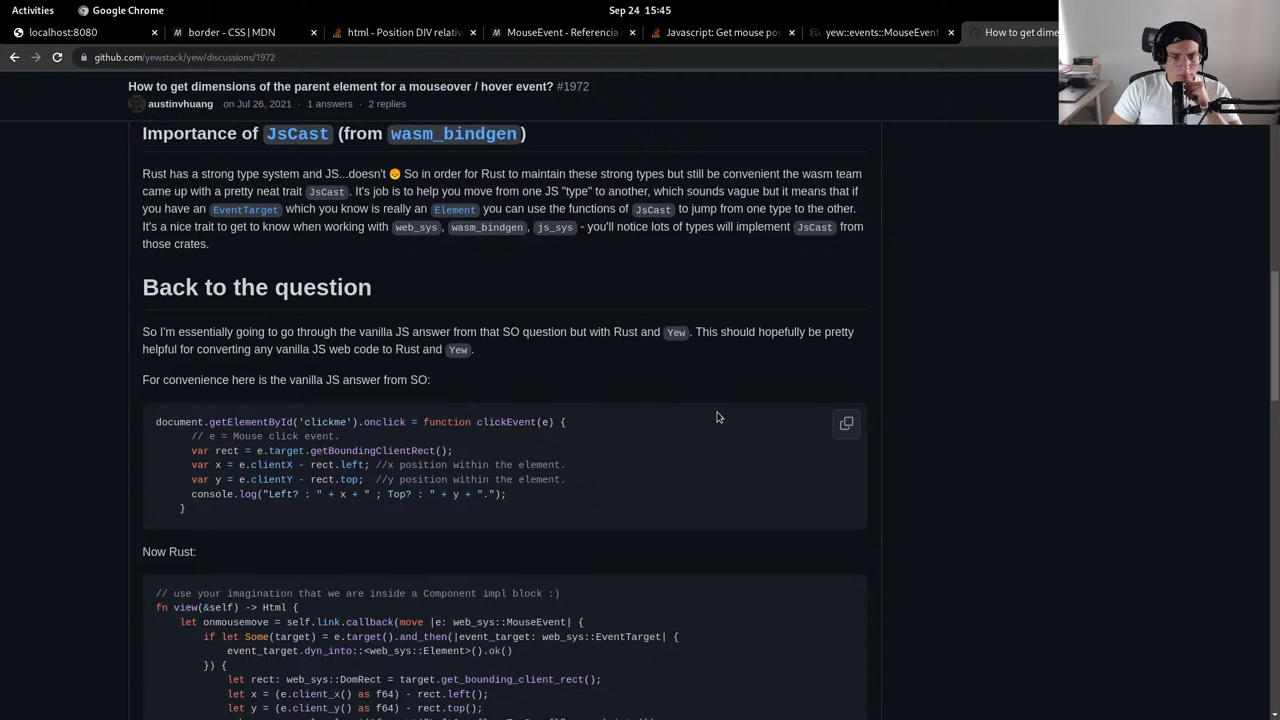 Activities
Google Chrome
Sep 24 15:45
localhost:8080
border - CSS | MDN
html - Position DIV relativ
MouseEvent - Referencia
Javascript: Get mouse pos
yew::events::MouseEvent
How to get dime
github.com/yewstack/yew/discussions/1972
How to get dimensions of the parent element for a mouseover / hover event? #1972
austinvhuang on Jul 26, 2021 · 1 answers · 2 replies
Importance of JsCast (from wasm_bindgen)
Rust has a strong type system and JS...doesn't 😞 So in order for Rust to maintain these strong types but still be convenient the wasm team
came up with a pretty neat trait JsCast. It's job is to help you move from one JS "type" to another, which sounds vague but it means that if
you have an EventTarget which you know is really an Element you can use the functions of JsCast to jump from one type to the other.
It's a nice trait to get to know when working with web_sys, wasm_bindgen, js_sys - you'll notice lots of types will implement JsCast from
those crates.
Back to the question
So I'm essentially going to go through the vanilla JS answer from that SO question but with Rust and Yew. This should hopefully be pretty
helpful for converting any vanilla JS web code to Rust and Yew.
For convenience here is the vanilla JS answer from SO:
document.getElementById('clickme').onclick = function clickEvent(e) {
// e = Mouse click event.
var rect = e.target.getBoundingClientRect();
var x = e.clientX - rect.left; //x position within the element.
var y = e.clientY - rect.top;  //y position within the element.
console.log("Left? : " + x + " ; Top? : " + y + ".");
}
Now Rust:
// use your imagination that we are inside a Component impl block :)
fn view(&self) -> Html {
let onmousemove = self.link.callback(move |e: web_sys::MouseEvent| {
if let Some(target) = e.target().and_then(|event_target: web_sys::EventTarget| {
event_target.dyn_into::<web_sys::Element>().ok()
}) {
let rect: web_sys::DomRect = target.get_bounding_client_rect();
let x = (e.client_x() as f64) - rect.left();
let y = (e.client_y() as f64) - rect.top();